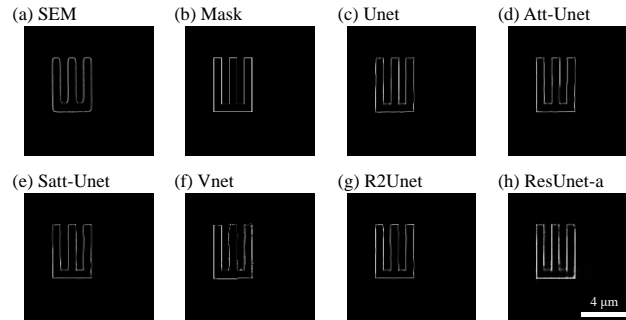 (a) SEM
(b) Mask
(c) Unet
(d) Att-Unet
(e) Satt-Unet
(f) Vnet
(g) R2Unet
(h) ResUnet-a
4 μm